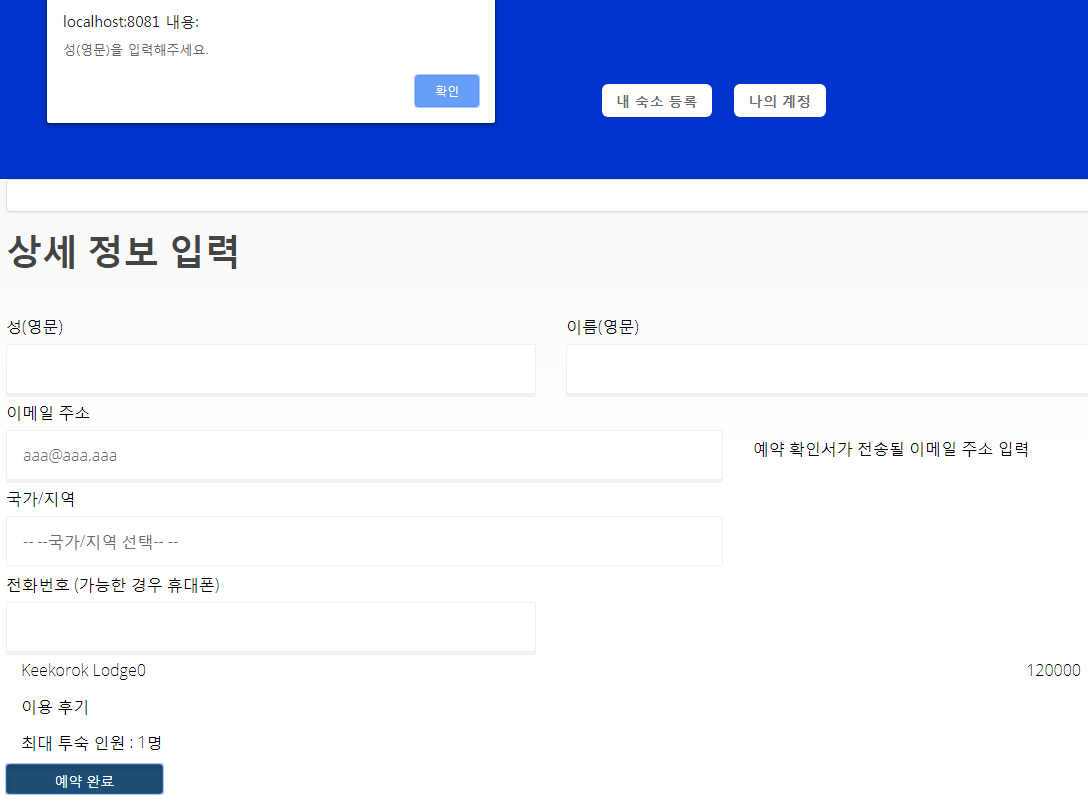 localhost:8081 내용:
성(영문)을 입력해주세요.
확인
내 숙소 등록
나의 계정
상세 정보 입력
성(영문)
이름(영문)
이메일 주소
aaa@aaa.aaa
예약 확인서가 전송될 이메일 주소 입력
국가/지역
-- --국가/지역 선택-- --
전화번호 (가능한 경우 휴대폰)
Keekorok Lodge0
120000
이용 후기
최대 투숙 인원 : 1명
예약 완료